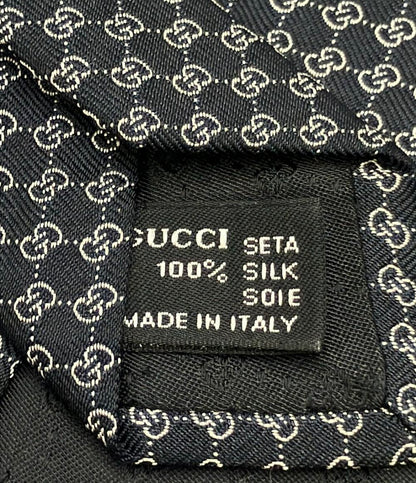 GUCCI SETA
100% SILK
SOIE
MADE IN ITALY